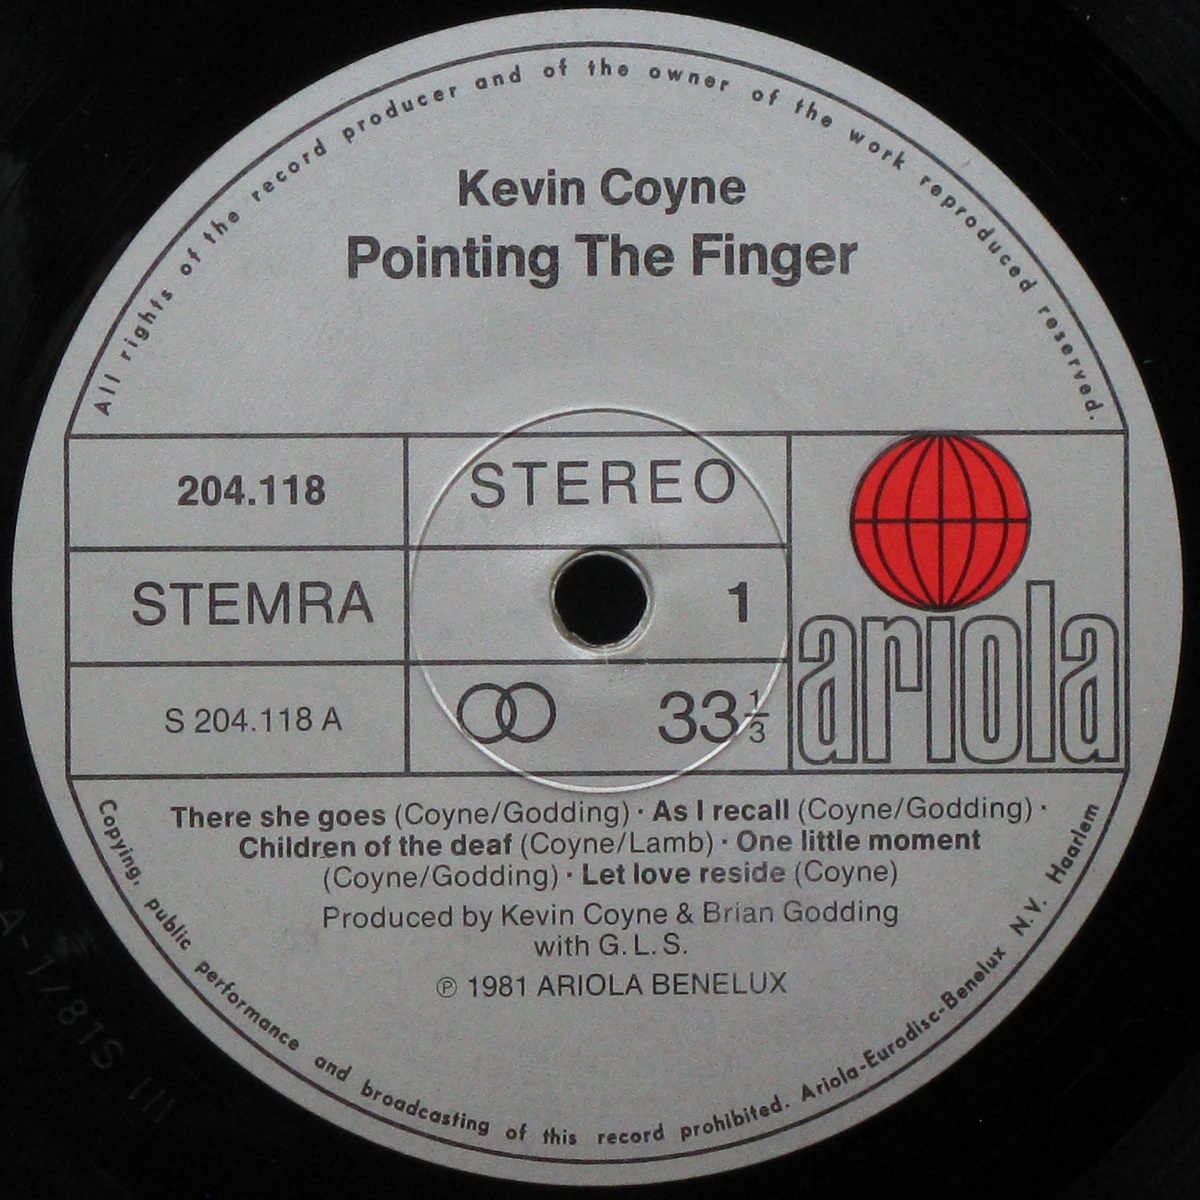 All rights of the record producer and of the owner of the work reproduced reserved.
Kevin Coyne
Pointing The Finger
204.118
STEREO
STEMRA
1
S 204.118 A
33 1/3
ariola
There she goes (Coyne/Godding) · As I recall (Coyne/Godding) ·
Children of the deaf (Coyne/Lamb) · One little moment
(Coyne/Godding) · Let love reside (Coyne)
Produced by Kevin Coyne & Brian Godding
with G.L.S.
℗ 1981 ARIOLA BENELUX
Copying, public performance and broadcasting of this record prohibited. Ariola-Eurodisc-Benelux N.V. Haarlem